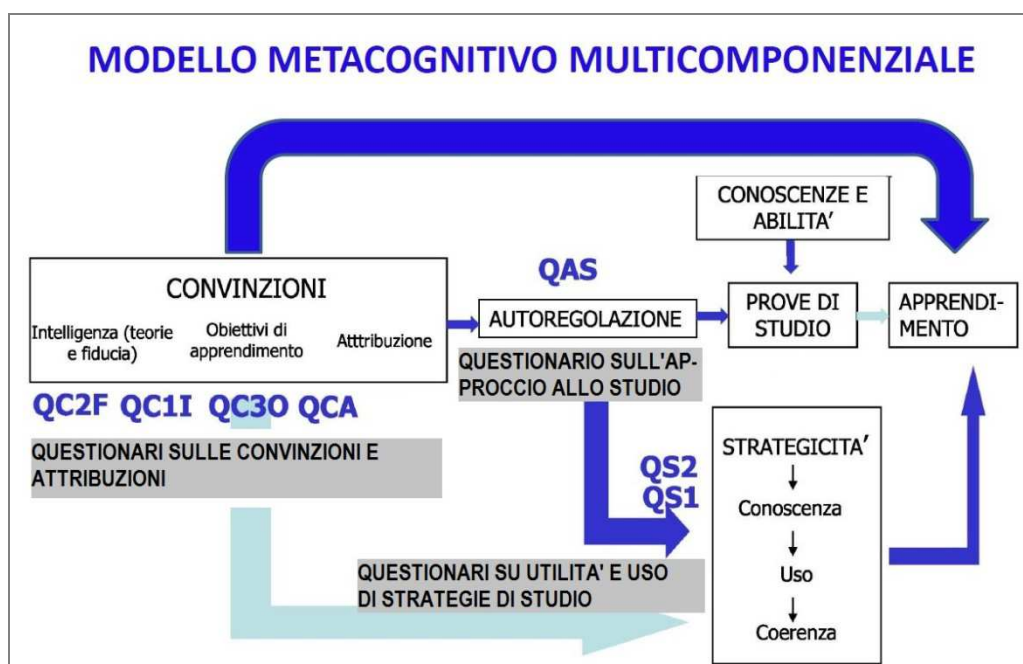 MODELLO METACOGNITIVO MULTICOMPONENZIALE
CONOSCENZE E
ABILITA'
CONVINZIONI
Intelligenza (teorie
e fiducia)
Obiettivi di
apprendimento
Atttribuzione
QC2F QC1I QC3O QCA
QUESTIONARI SULLE CONVINZIONI E
ATTRIBUZIONI
QAS
AUTOREGOLAZIONE
QUESTIONARIO SULL'AP-
PROCCIO ALLO STUDIO
PROVE DI
STUDIO
APPRENDI-
MENTO
QS2
QS1
QUESTIONARI SU UTILITA' E USO
DI STRATEGIE DI STUDIO
STRATEGICITA'
Conoscenza
Uso
Coerenza